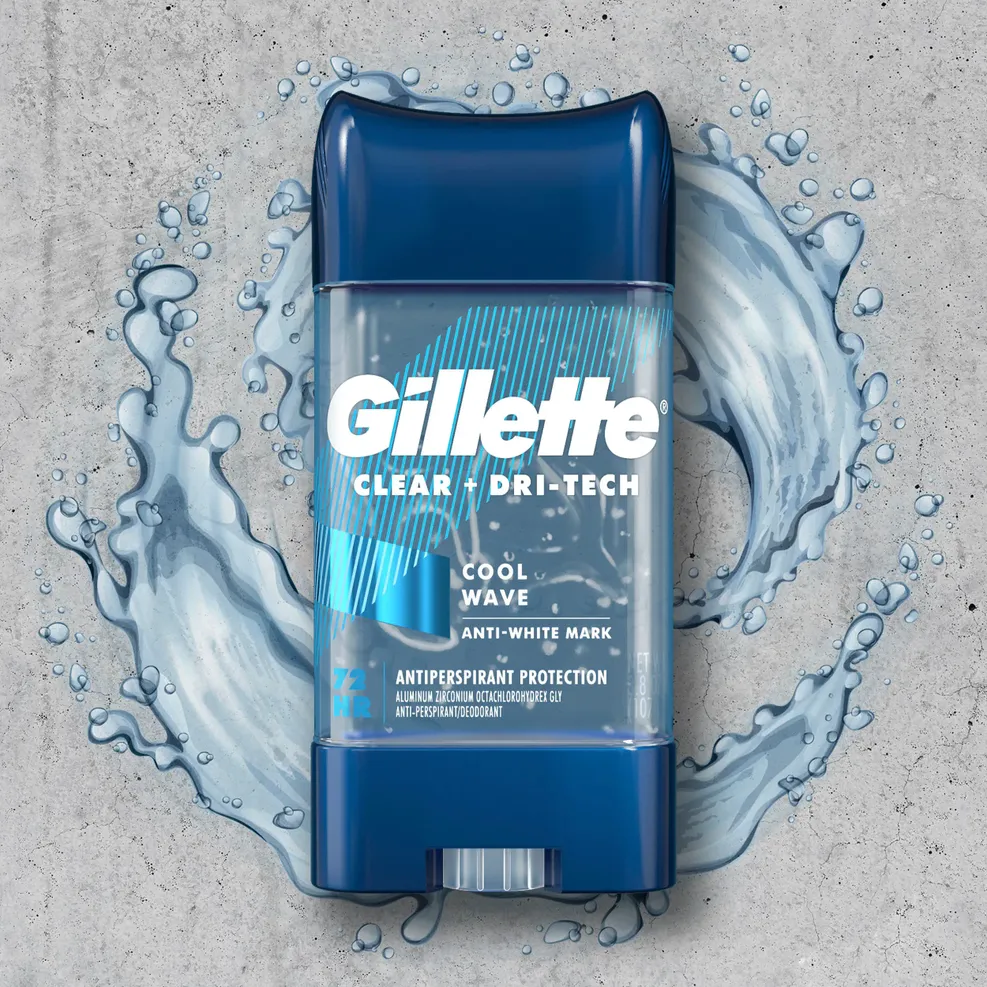 Gillette®
CLEAR + DRI-TECH
COOL
WAVE
ANTI-WHITE MARK
72
HR
ANTIPERSPIRANT PROTECTION
ALUMINUM ZIRCONIUM OCTACHLOROHYDREX GLY
ANTI-PERSPIRANT/DEODORANT